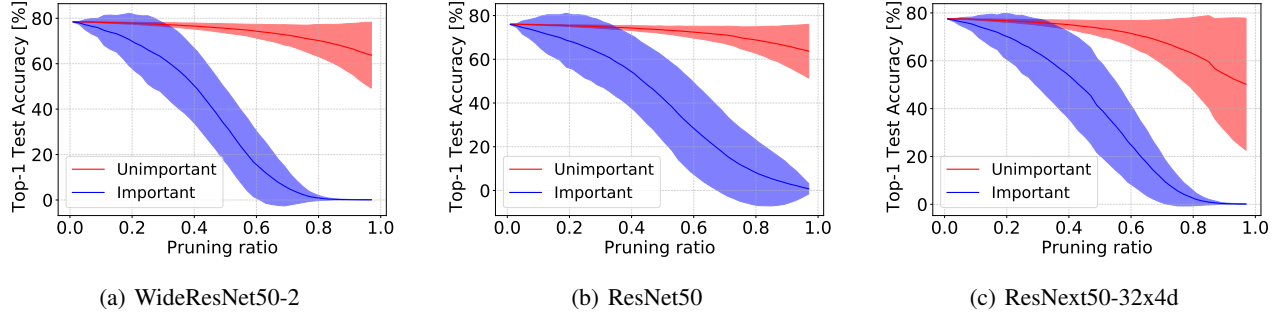 Top-1 Test Accuracy [%]
80
60
40
20
0
Unimportant
Important
0.0 0.2 0.4 0.6 0.8 1.0
Pruning ratio
(a) WideResNet50-2
Top-1 Test Accuracy [%]
80
60
40
20
0
Unimportant
Important
0.0 0.2 0.4 0.6 0.8 1.0
Pruning ratio
(b) ResNet50
Top-1 Test Accuracy [%]
80
60
40
20
0
Unimportant
Important
0.0 0.2 0.4 0.6 0.8 1.0
Pruning ratio
(c) ResNext50-32x4d